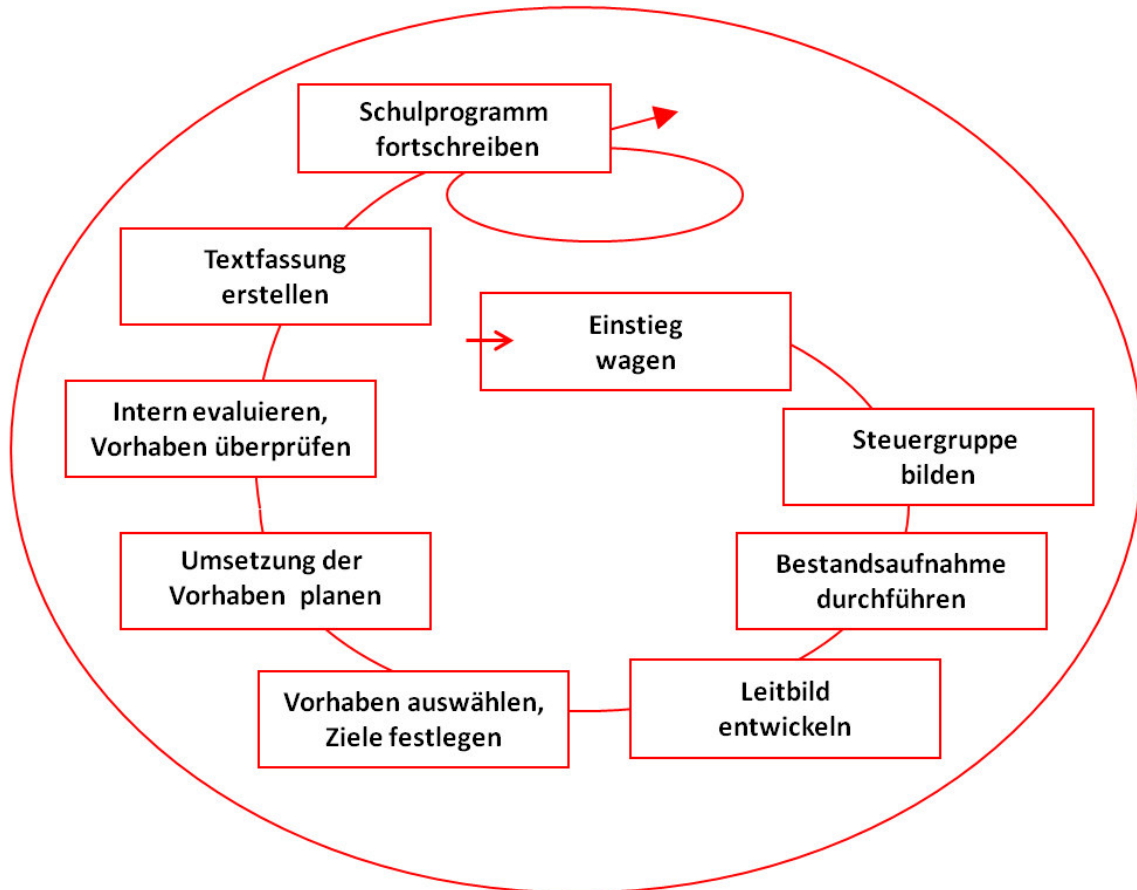 Schulprogramm
fortschreiben
Textfassung
erstellen
Einstieg
wagen
Intern evaluieren,
Vorhaben überprüfen
Steuergruppe
bilden
Umsetzung der
Vorhaben planen
Bestandsaufnahme
durchführen
Vorhaben auswählen,
Ziele festlegen
Leitbild
entwickeln